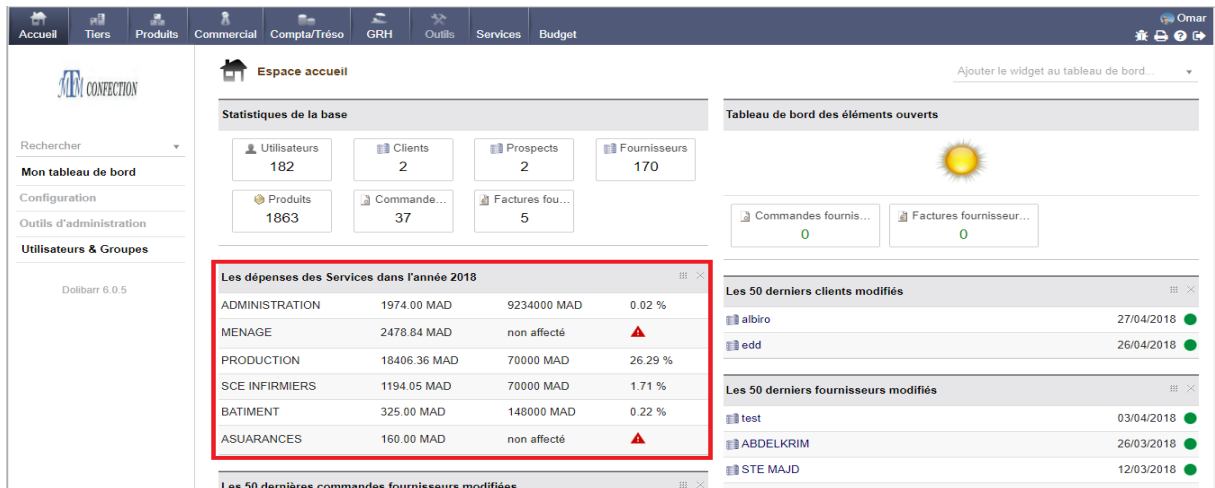 Accueil Tiers Produits Commercial Compta/Tréso GRH Outils Services Budget Omar
MTM CONFECTION
Espace accueil
Ajouter le widget au tableau de bord...
Rechercher
Mon tableau de bord
Configuration
Outils d'administration
Utilisateurs & Groupes
Dolibarr 6.0.5
Statistiques de la base
Utilisateurs Clients Prospects Fournisseurs
182 2 2 170
Produits Commande... Factures fou...
1863 37 5
Les dépenses des Services dans l'année 2018
ADMINISTRATION 1974.00 MAD 9234000 MAD 0.02 %
MENAGE 2478.84 MAD non affecté
PRODUCTION 18406.36 MAD 70000 MAD 26.29 %
SCE INFIRMIERS 1194.05 MAD 70000 MAD 1.71 %
BATIMENT 325.00 MAD 148000 MAD 0.22 %
ASUARANCES 160.00 MAD non affecté
Les 50 dernières commandes fournisseurs modifiées
Tableau de bord des éléments ouverts
Commandes fournis... Factures fournisseur...
0 0
Les 50 derniers clients modifiés
albiro 27/04/2018
edd 26/04/2018
Les 50 derniers fournisseurs modifiés
test 03/04/2018
ABDELKRIM 26/03/2018
STE MAJD 12/03/2018